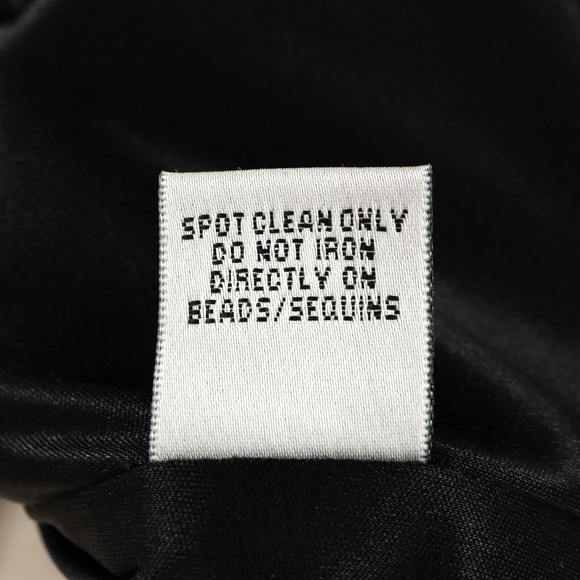 SPOT CLEAN ONLY
DO NOT IRON
DIRECTLY ON
BEADS/SEQUINS